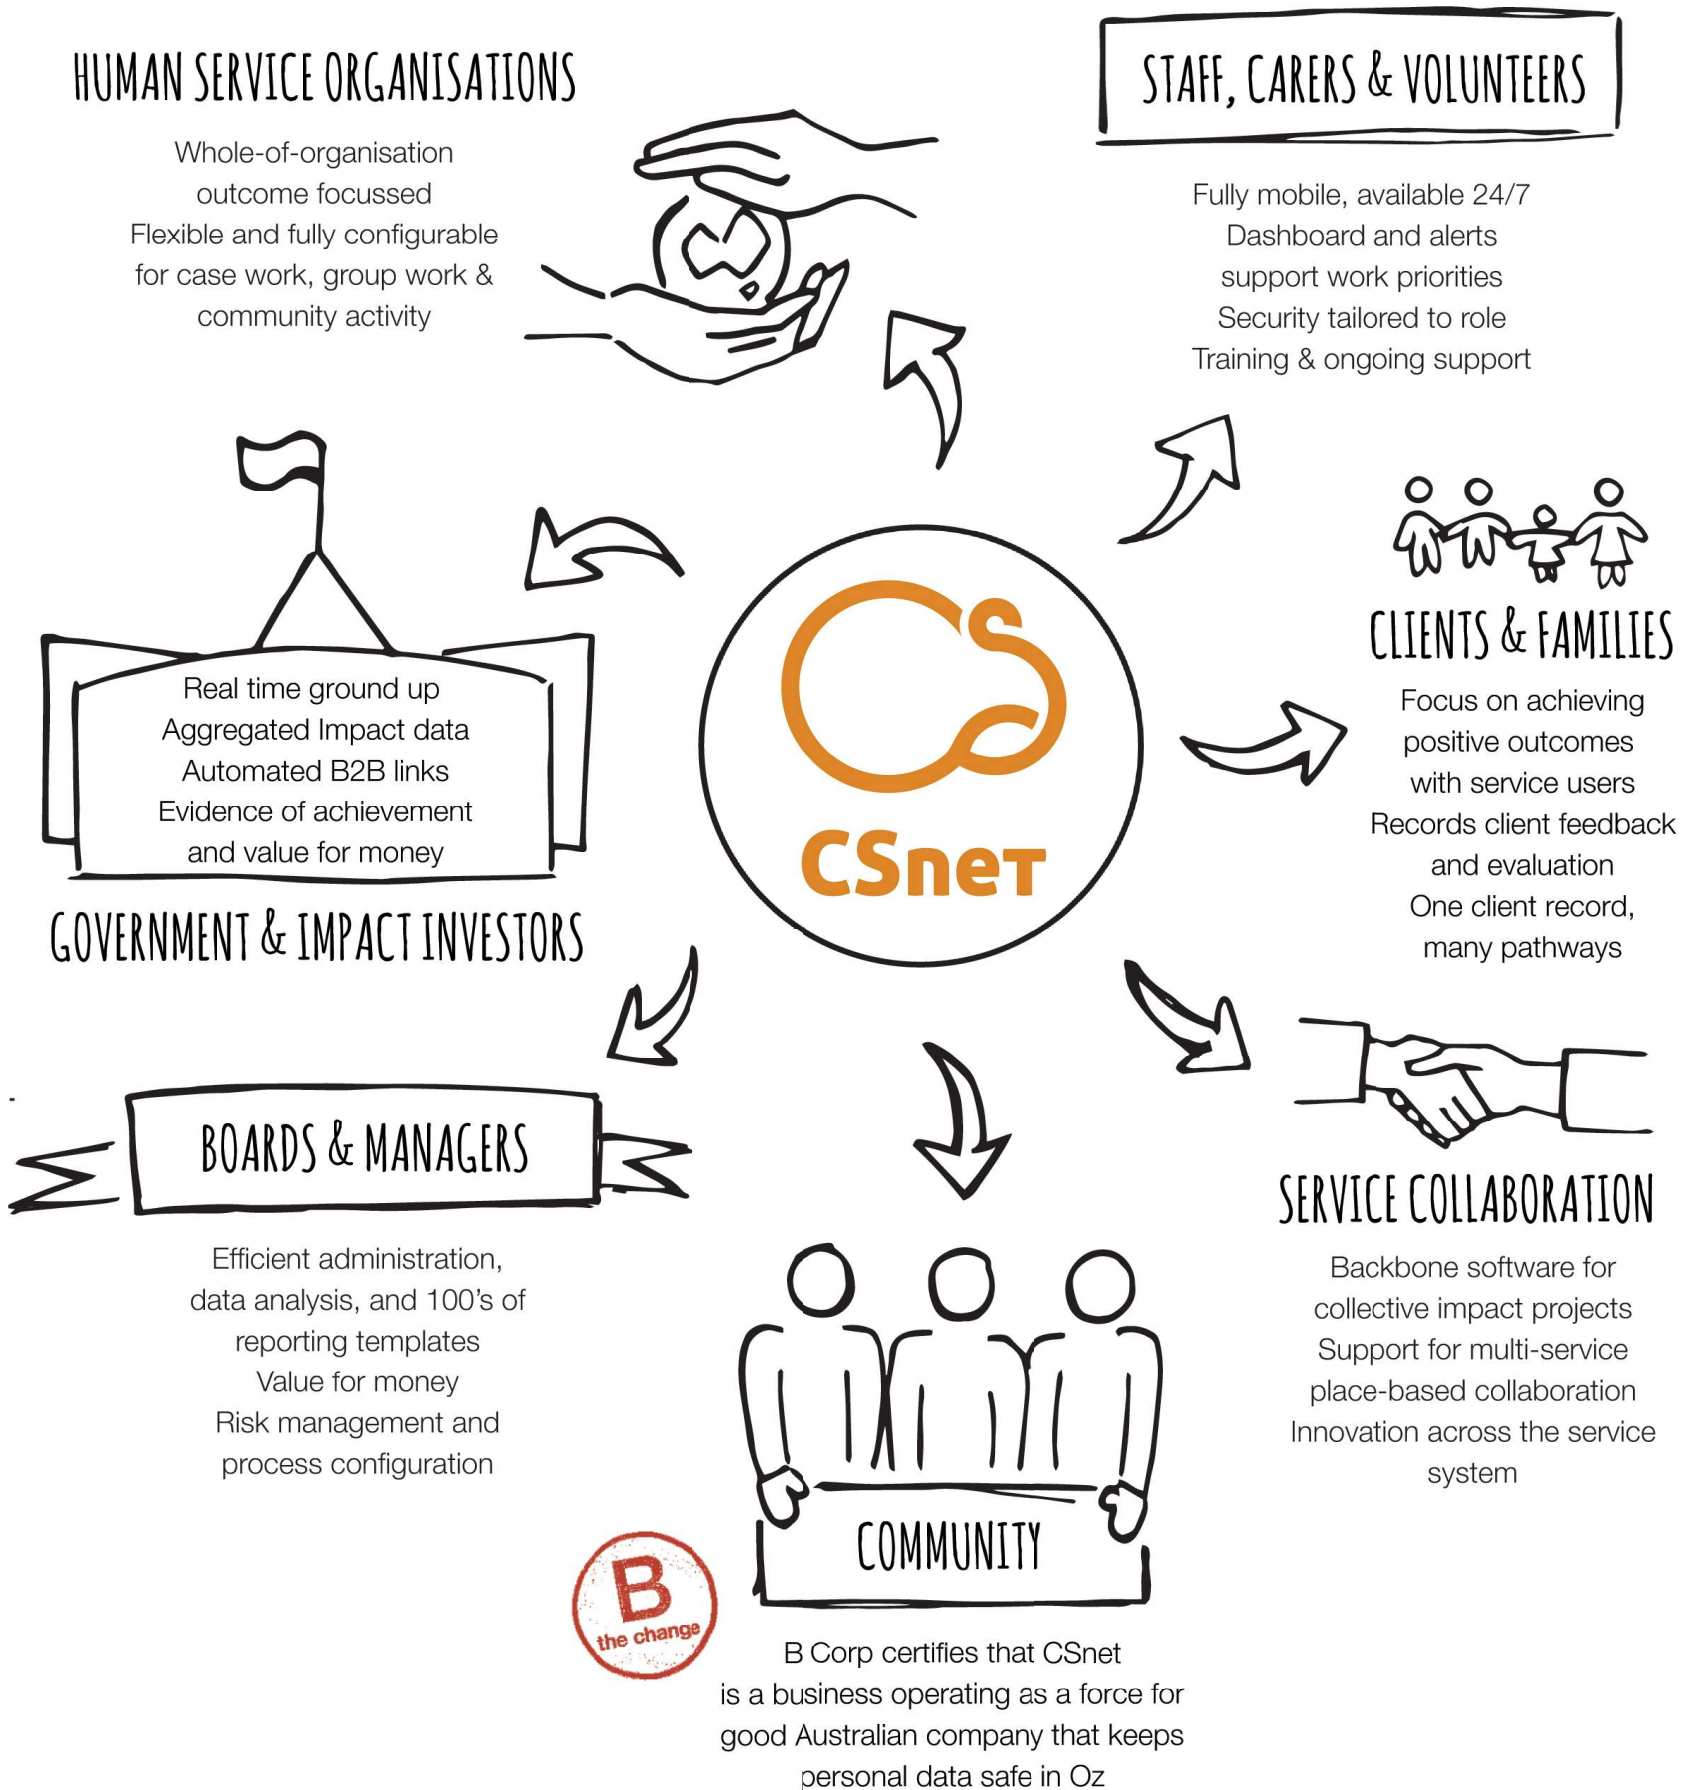 HUMAN SERVICE ORGANISATIONS
Whole-of-organisation
outcome focussed
Flexible and fully configurable
for case work, group work &
community activity
STAFF, CARERS & VOLUNTEERS
Fully mobile, available 24/7
Dashboard and alerts
support work priorities
Security tailored to role
Training & ongoing support
Real time ground up
Aggregated Impact data
Automated B2B links
Evidence of achievement
and value for money
GOVERNMENT & IMPACT INVESTORS
CS
CSnet
CLIENTS & FAMILIES
Focus on achieving
positive outcomes
with service users
Records client feedback
and evaluation
One client record,
many pathways
BOARDS & MANAGERS
Efficient administration,
data analysis, and 100's of
reporting templates
Value for money
Risk management and
process configuration
SERVICE COLLABORATION
Backbone software for
collective impact projects
Support for multi-service
place-based collaboration
Innovation across the service
system
COMMUNITY
B
the change
B Corp certifies that CSnet
is a business operating as a force for
good Australian company that keeps
personal data safe in Oz